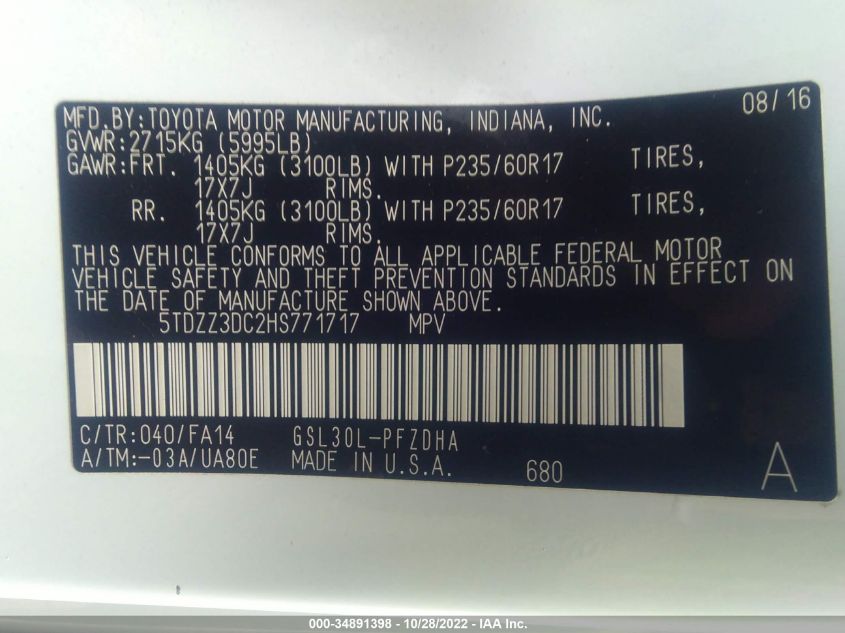 MFD.BY:TOYOTA MOTOR MANUFACTURING, INDIANA, INC. 08/16
GVWR:2715KG (5995LB)
GAWR:FRT. 1405KG (3100LB) WITH P235/60R17 TIRES,
17X7J RIMS.
RR. 1405KG (3100LB) WITH P235/60R17 TIRES,
17X7J RIMS.
THIS VEHICLE CONFORMS TO ALL APPLICABLE FEDERAL MOTOR
VEHICLE SAFETY AND THEFT PREVENTION STANDARDS IN EFFECT ON
THE DATE OF MANUFACTURE SHOWN ABOVE.
5TDZZ3DC2HS771717 MPV
C/TR:040/FA14 GSL30L-PFZDHA
A/TM:-03A/UA80E MADE IN U.S.A. 680 A
000-34891398 - 10/28/2022 - IAA Inc.